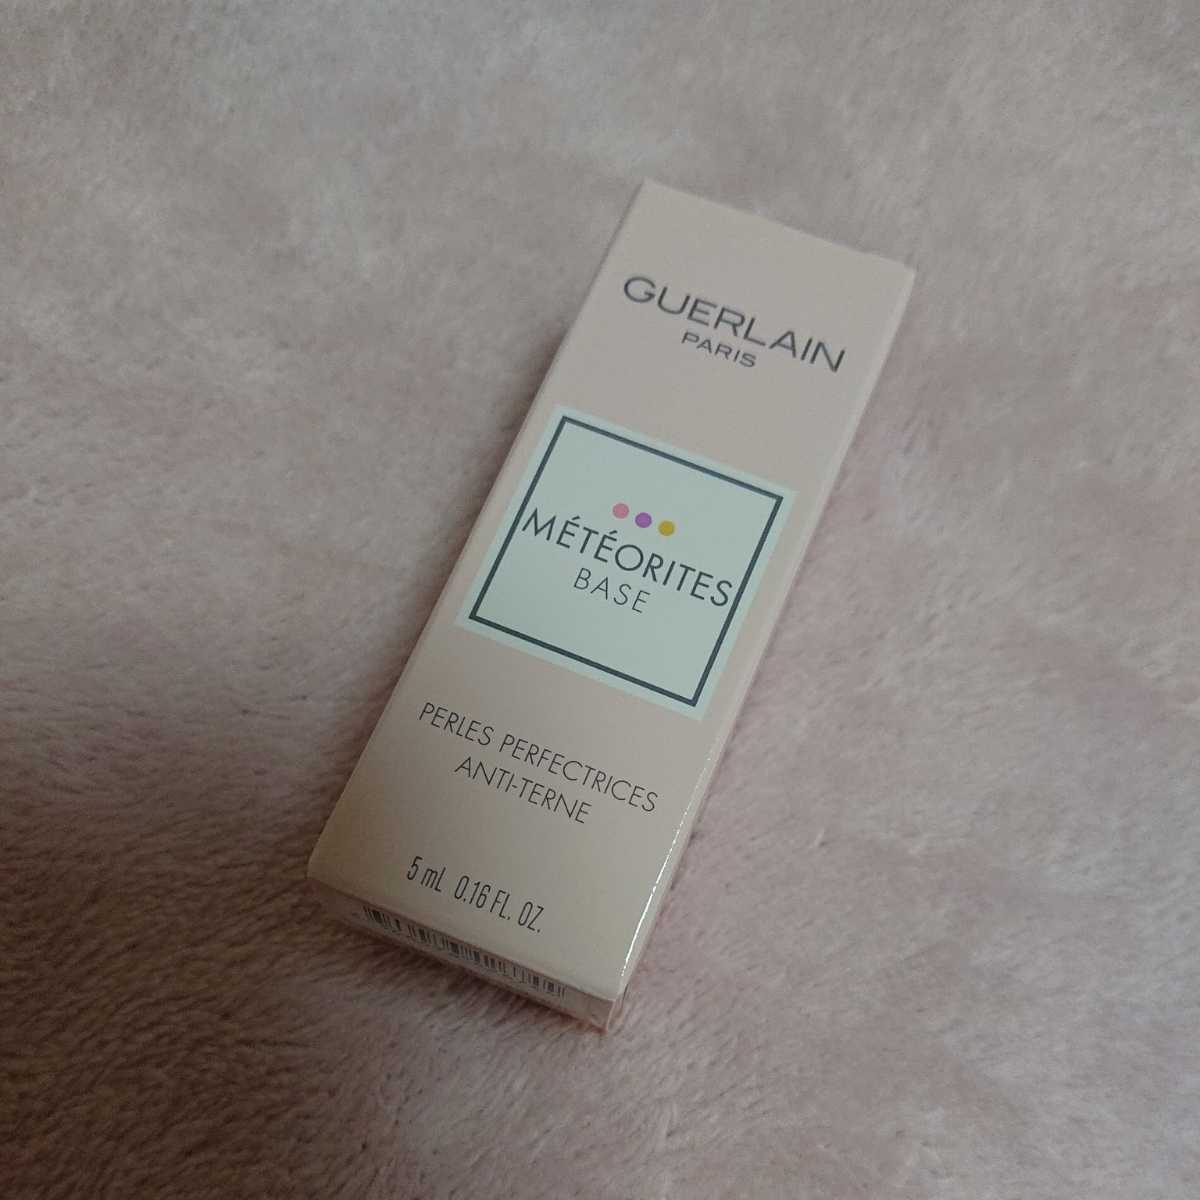 GUERLAIN
PARIS
MÉTÉORITES
BASE
PERLES PERFECTRICES
ANTI-TERNE
5 mL 0.16 FL. OZ.